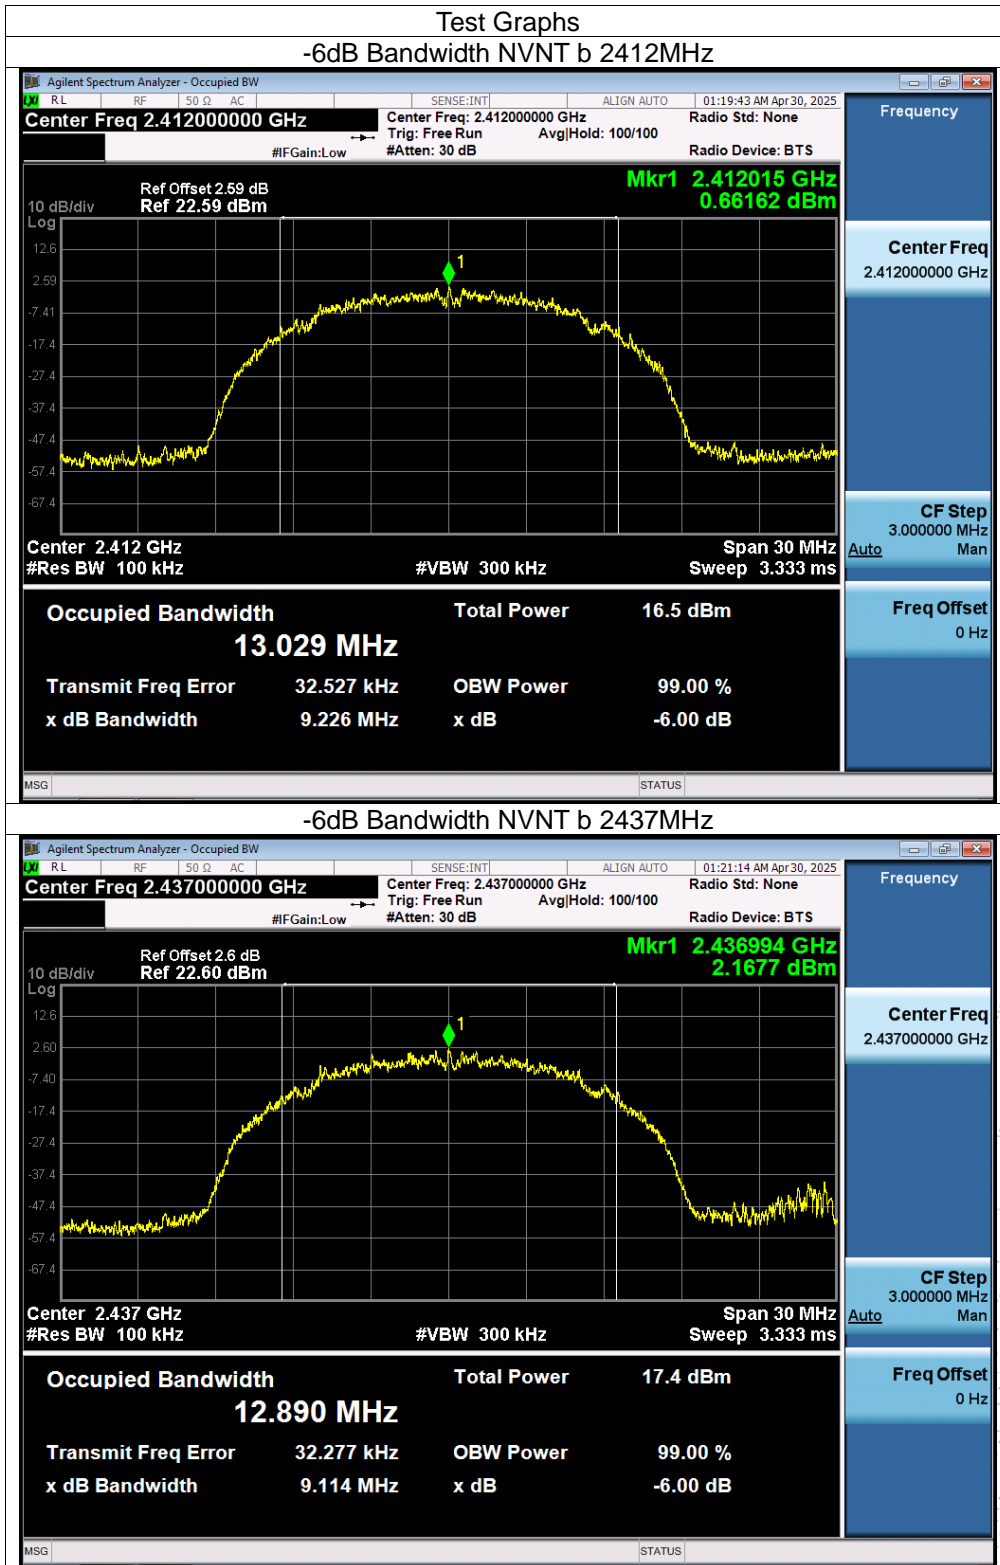 Test Graphs
-6dB Bandwidth NVNT b 2412MHz
Agilent Spectrum Analyzer - Occupied BW
LXI RL RF 50 Ω AC SENSE:INT ALIGN AUTO 01:19:43 AM Apr 30, 2025
Center Freq 2.412000000 GHz
Center Freq: 2.412000000 GHz Radio Std: None
Trig: Free Run Avg|Hold: 100/100
#IFGain:Low #Atten: 30 dB Radio Device: BTS
Frequency
Mkr1 2.412015 GHz
0.66162 dBm
Ref Offset 2.59 dB
10 dB/div Ref 22.59 dBm
Log
1
12.6
2.59
-7.41
-17.4
-27.4
-37.4
-47.4
-57.4
-67.4
Center Freq
2.412000000 GHz
CF Step
3.000000 MHz
Auto Man
Center 2.412 GHz Span 30 MHz
#Res BW 100 kHz #VBW 300 kHz Sweep 3.333 ms
Freq Offset
0 Hz
Occupied Bandwidth Total Power 16.5 dBm
13.029 MHz
Transmit Freq Error 32.527 kHz OBW Power 99.00 %
x dB Bandwidth 9.226 MHz x dB -6.00 dB
MSG STATUS
-6dB Bandwidth NVNT b 2437MHz
Agilent Spectrum Analyzer - Occupied BW
LXI RL RF 50 Ω AC SENSE:INT ALIGN AUTO 01:21:14 AM Apr 30, 2025
Center Freq 2.437000000 GHz
Center Freq: 2.437000000 GHz Radio Std: None
Trig: Free Run Avg|Hold: 100/100
#IFGain:Low #Atten: 30 dB Radio Device: BTS
Frequency
Mkr1 2.436994 GHz
2.1677 dBm
Ref Offset 2.6 dB
10 dB/div Ref 22.60 dBm
Log
1
12.6
2.60
-7.40
-17.4
-27.4
-37.4
-47.4
-57.4
-67.4
Center Freq
2.437000000 GHz
CF Step
3.000000 MHz
Auto Man
Center 2.437 GHz Span 30 MHz
#Res BW 100 kHz #VBW 300 kHz Sweep 3.333 ms
Freq Offset
0 Hz
Occupied Bandwidth Total Power 17.4 dBm
12.890 MHz
Transmit Freq Error 32.277 kHz OBW Power 99.00 %
x dB Bandwidth 9.114 MHz x dB -6.00 dB
MSG STATUS